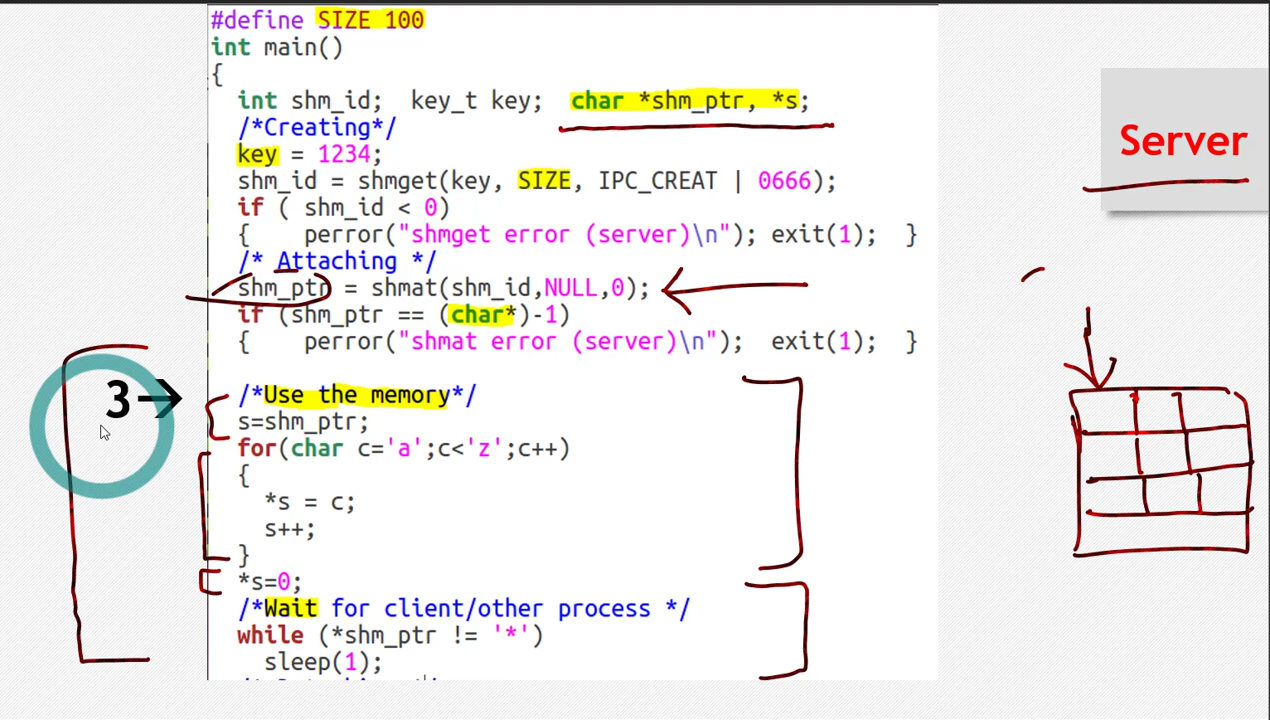 #define SIZE 100
int main()
{
int shm_id; key_t key; char *shm_ptr, *s;
/*Creating*/
key = 1234;
shm_id = shmget(key, SIZE, IPC_CREAT | 0666);
if ( shm_id < 0)
{ perror("shmget error (server)\n"); exit(1); }
/* Attaching */
shm_ptr = shmat(shm_id,NULL,0);
if (shm_ptr == (char*)-1)
{ perror("shmat error (server)\n"); exit(1); }
3→
/*Use the memory*/
s=shm_ptr;
for(char c='a';c<'z';c++)
{
*s = c;
s++;
}
*s=0;
/*Wait for client/other process */
while (*shm_ptr != '*')
sleep(1);
Server